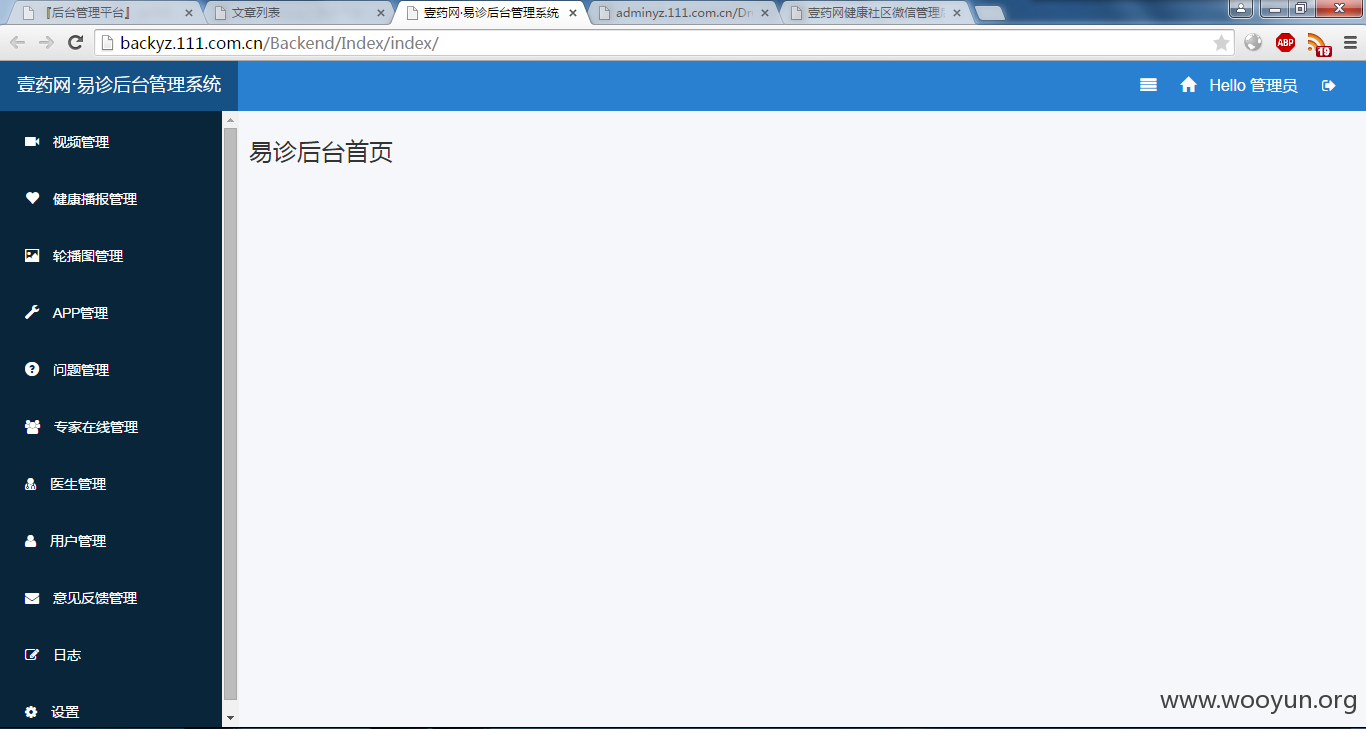 『后台管理平台』
文章列表
壹药网·易诊后台管理系统
adminyz.111.com.cn/Dr
壹药网健康社区微信管理
backyz.111.com.cn/Backend/Index/index/
ABP
19
壹药网·易诊后台管理系统
Hello 管理员
视频管理
健康播报管理
轮播图管理
APP管理
问题管理
专家在线管理
医生管理
用户管理
意见反馈管理
日志
设置
易诊后台首页
www.wooyun.org